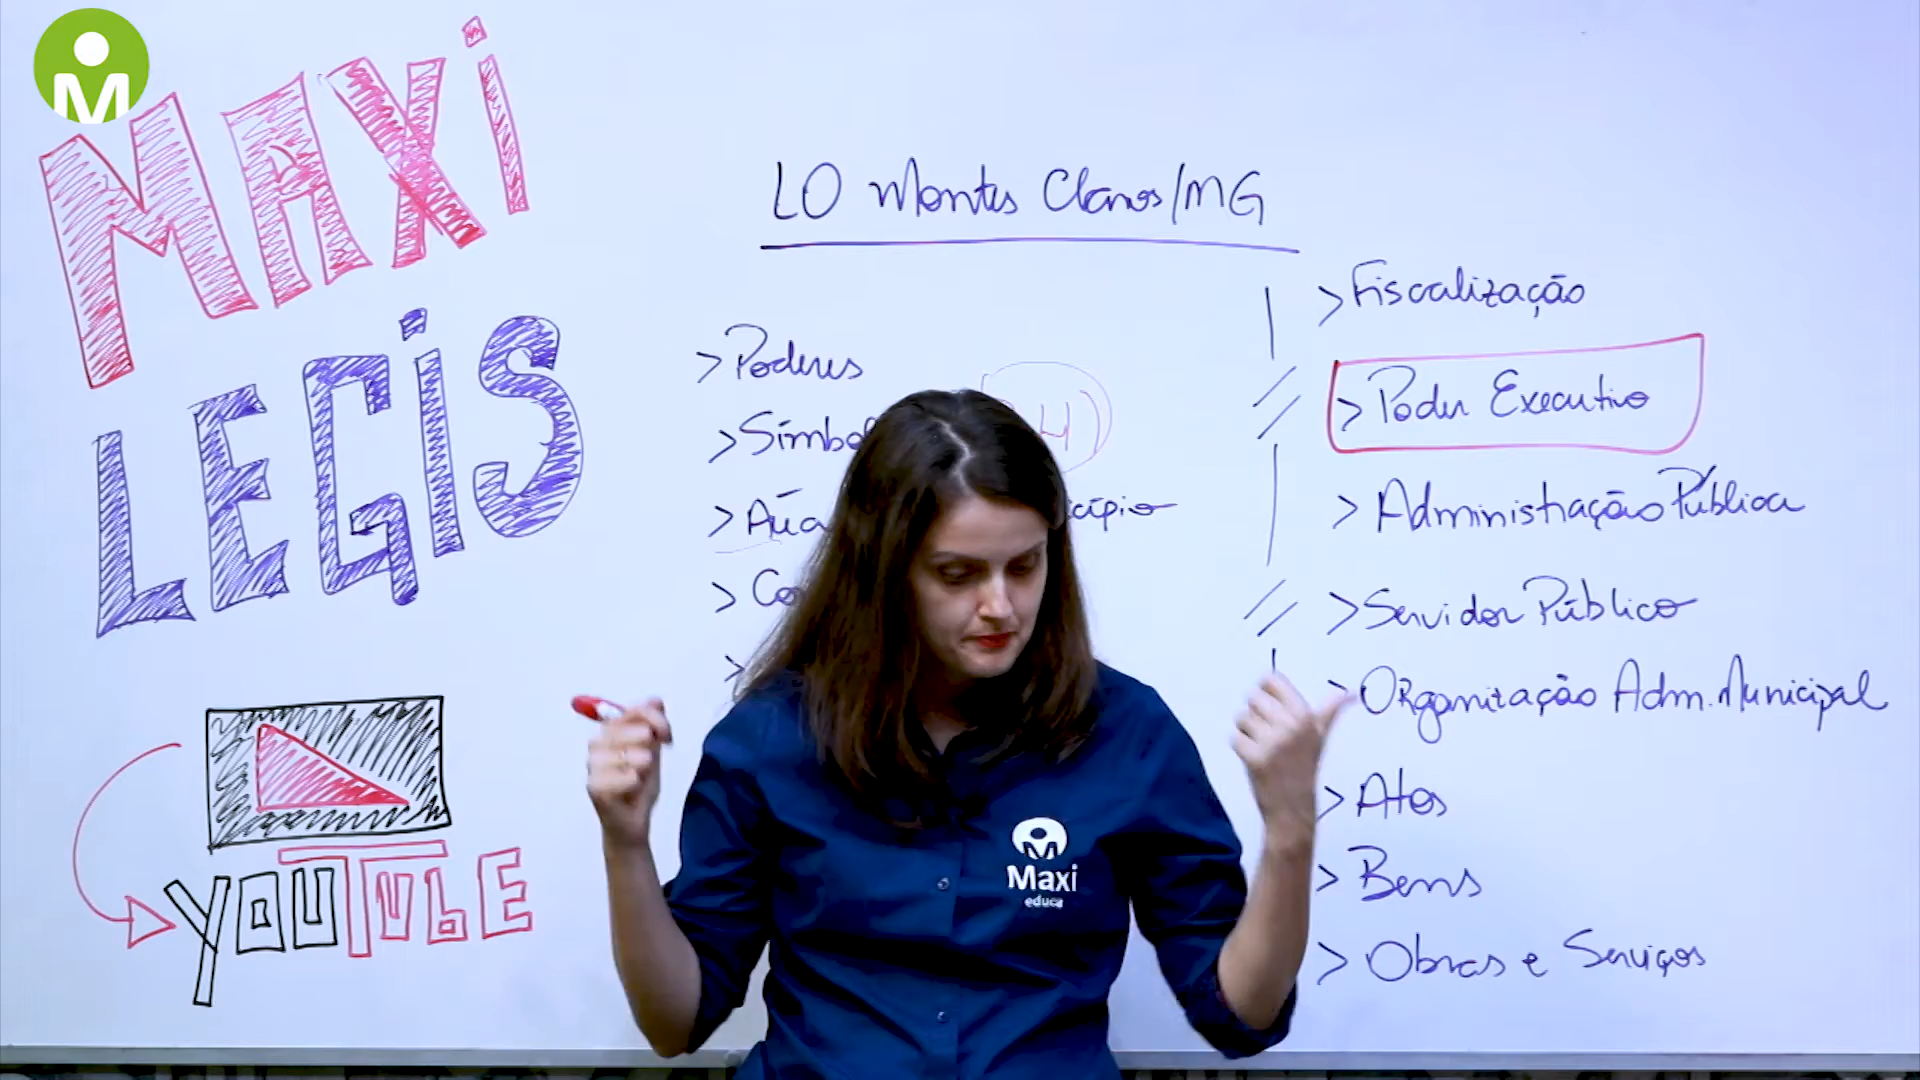 M
MAXi
LEGiS
YOUTUBE
LO Montes Claros/MG
> Poderes
>
>
>
>
> Fiscalização
> Poder Executivo
> Administração Pública
> Servidor Público
> Organização Adm. Municipal
> Atos
> Bens
> Obras e Serviços
Maxi
educa